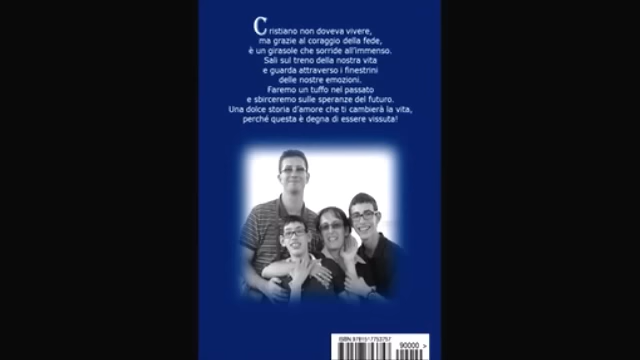 Cristiano non doveva vivere,
ma grazie al coraggio della fede,
è un girasole che sorride all'immenso.
Sali sul treno della nostra vita
e guarda attraverso i finestrini
delle nostre emozioni.
Faremo un tuffo nel passato
e sbirceremo sulle speranze del futuro.
Una dolce storia d'amore che ti cambierà la vita,
perché questa è degna di essere vissuta!
ISBN 9781517753757
90000 >